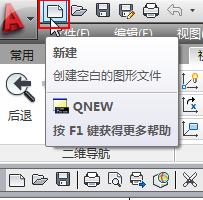 文件(F)
编辑(E)
视图
常用
新建
创建空白的图形文件
QNEW
按 F1 键获得更多帮助
后退
二维导航